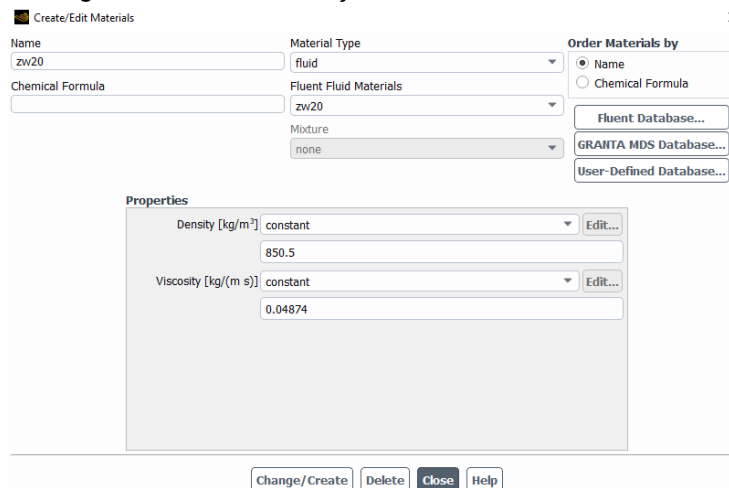 Create/Edit Materials
Name
Material Type
Order Materials by
zw20
fluid
Name
Chemical Formula
Chemical Formula
Fluent Fluid Materials
zw20
Fluent Database...
Mixture
none
GRANTA MDS Database...
User-Defined Database...
Properties
Density [kg/m³] constant Edit...
850.5
Viscosity [kg/(m s)] constant Edit...
0.04874
Change/Create Delete Close Help